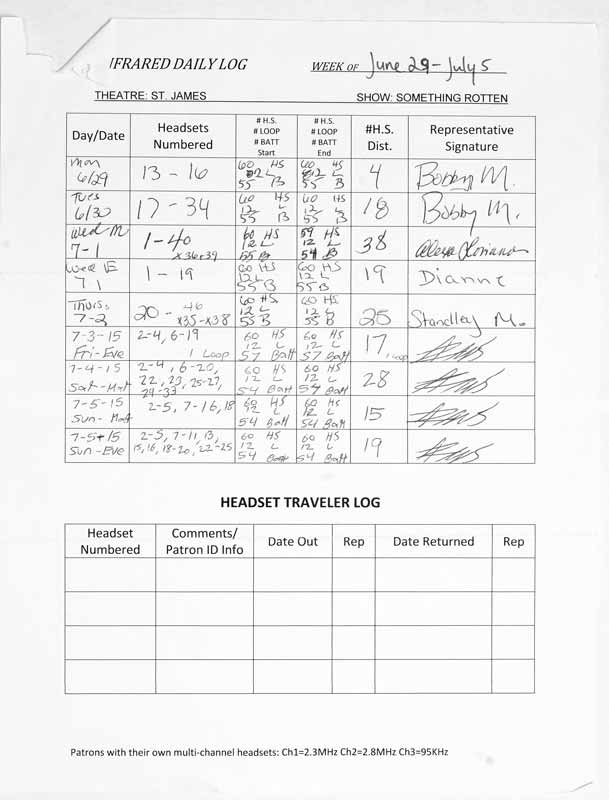 FRARED DAILY LOG WEEK OF June 29 - July 5
THEATRE: ST. JAMES SHOW: SOMETHING ROTTEN
Day/Date Headsets Numbered # H.S. # LOOP # BATT Start # H.S. # LOOP # BATT End #H.S. Dist. Representative Signature
Mon 6/29 13 - 16 60 HS 12 L 55 B 60 HS 12 L 55 B 4 Bobby M.
Tues 6/30 17 - 34 60 HS 12 L 55 B 60 HS 12 L 55 B 18 Bobby M.
Wed M 7-1 1-40 x36+39 60 HS 12 L 55 B 59 HS 12 L 54 B 38
Wed E 7 1 1 - 19 60 HS 12 L 55 B 60 HS 12 L 55 B 19 Dianne
Thurs: 7-2 20 - 46 x35-x38 60 HS 12 L 55 B 60 HS 12 L 55 B 25 Standley M.
7-3-15 Fri-Eve 2-4, 6-19 1 Loop 60 HS 12 L 57 Batt 60 HS 12 L 57 Batt 17, 1 Loop
7-4-15 Sat-Mat 2-4, 6-20, 22, 23, 25-27, 29-33 60 HS 12 L 54 Batt 60 HS 12 L 54 Batt 28
7-5-15 Sun-Mat 2-5, 7-16, 18 60 HS 12 L 54 Batt 60 HS 12 L 54 Batt 15
7-5-15 Sun-Eve 2-5, 7-11, 13, 15, 16, 18-20, 22-25 60 HS 12 L 54 Batt 60 HS 12 L 54 Batt 19
HEADSET TRAVELER LOG
Headset Numbered Comments/ Patron ID Info Date Out Rep Date Returned Rep
Patrons with their own multi-channel headsets: Ch1=2.3MHz Ch2=2.8MHz Ch3=95KHz